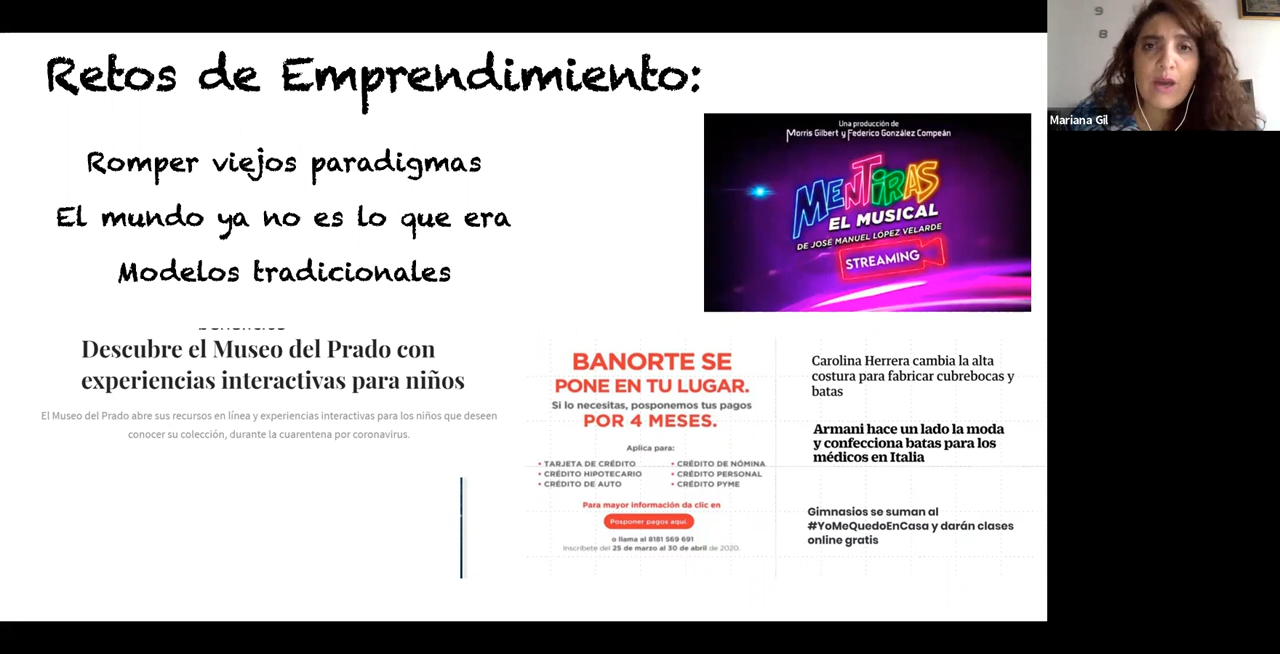 Retos de Emprendimiento:
Romper viejos paradigmas
El mundo ya no es lo que era
Modelos tradicionales
Una producción de
Morris Gilbert y Federico González Compeán
MENTIRAS
EL MUSICAL
DE JOSE MANUEL LÓPEZ VELARDE
STREAMING
Descubre el Museo del Prado con
experiencias interactivas para niños
El Museo del Prado abre sus recursos en línea y experiencias interactivas para los niños que deseen
conocer su colección, durante la cuarentena por coronavirus.
BANORTE SE
PONE EN TU LUGAR.
Si lo necesitas, posponemos tus pagos
POR 4 MESES.
Aplica para:
• TARJETA DE CRÉDITO
• CRÉDITO HIPOTECARIO
• CRÉDITO DE AUTO
• CRÉDITO DE NÓMINA
• CRÉDITO PERSONAL
• CRÉDITO PYME
Para mayor información da clic en
Posponer pagos aquí.
o llama al 8181 569 691
Inscríbete del 25 de marzo al 30 de abril de 2020.
Carolina Herrera cambia la alta
costura para fabricar cubrebocas y
batas
Armani hace un lado la moda
y confecciona batas para los
médicos en Italia
Gimnasios se suman al
#YoMeQuedoEnCasa y darán clases
online gratis
9
8
Mariana Gil